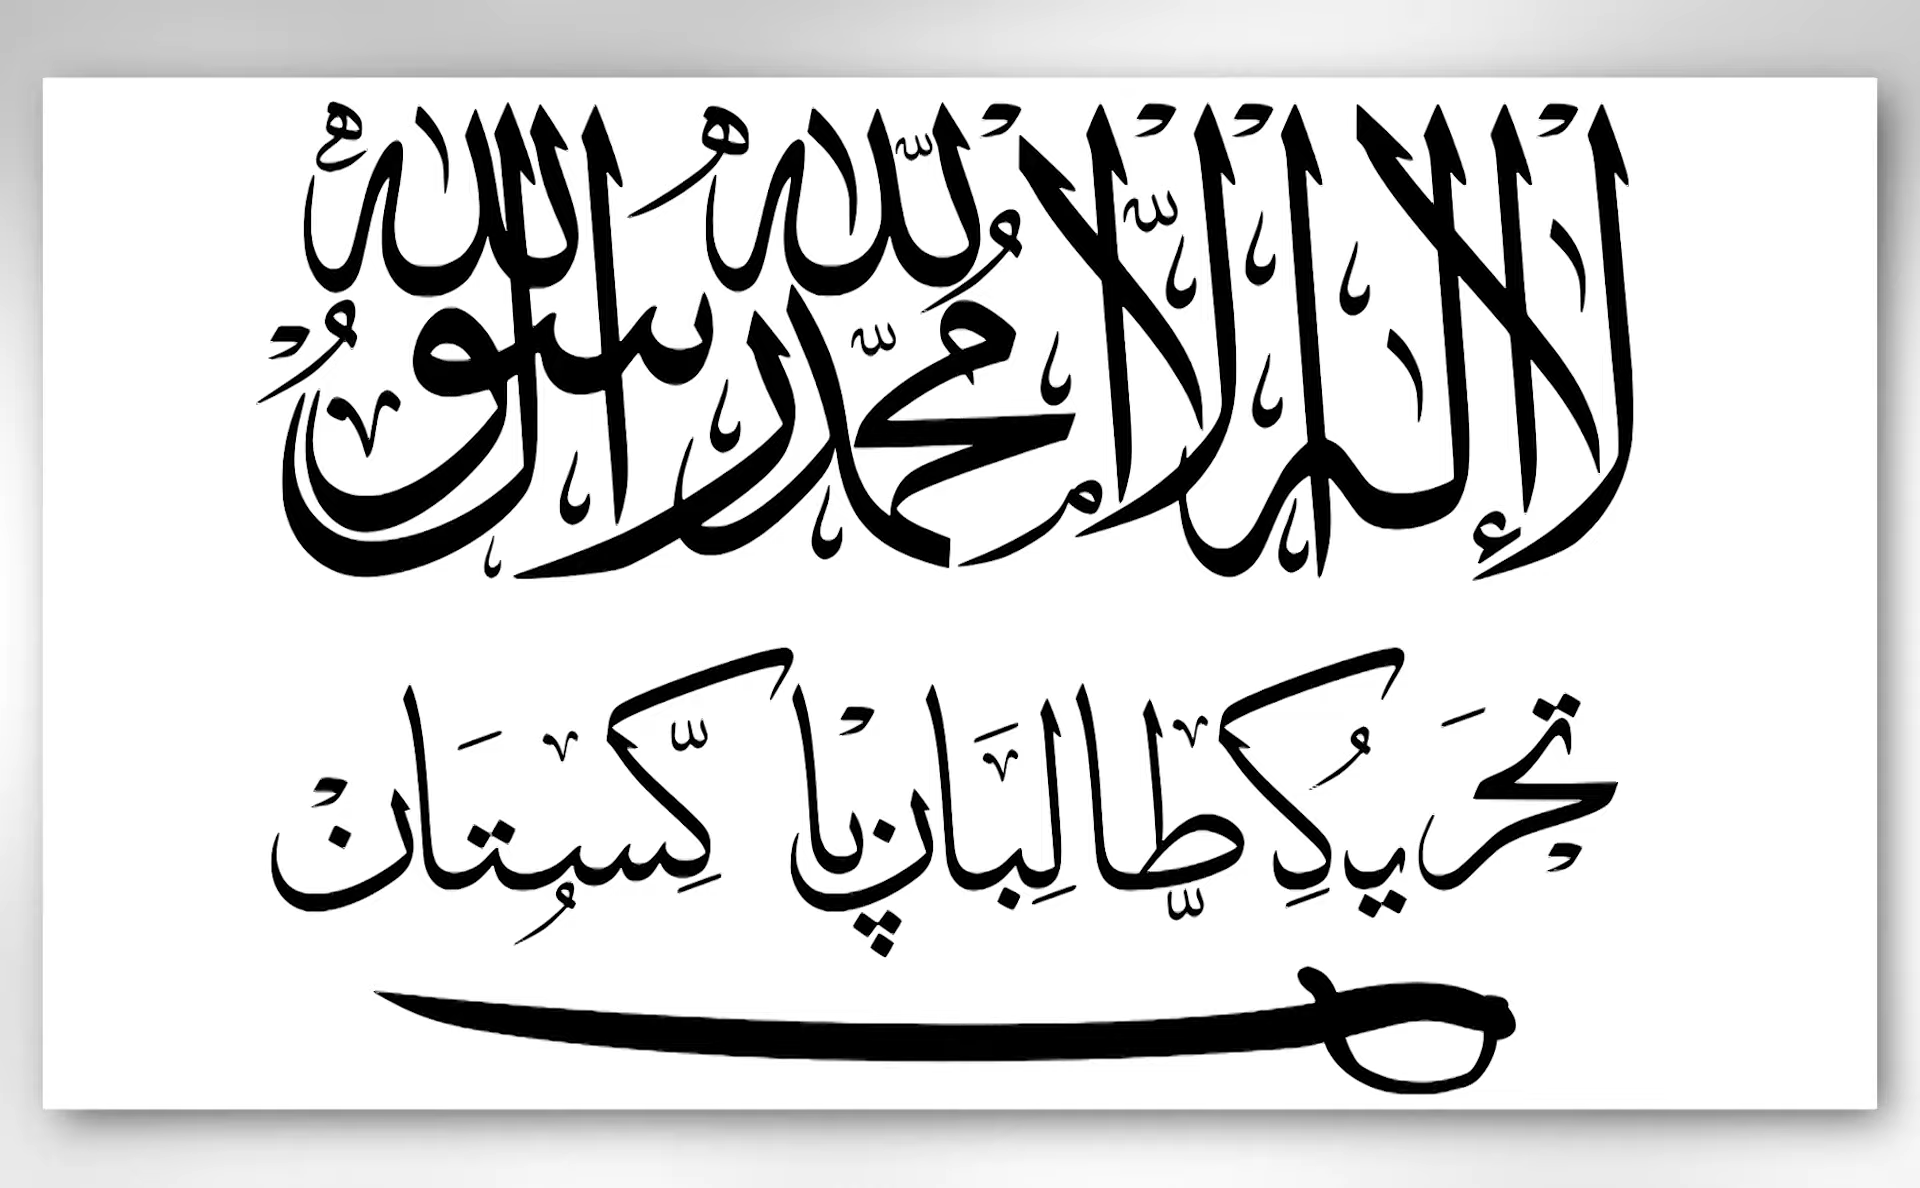 لا إله إلا الله محمد رسول الله
تحریک طالبان پاکستان